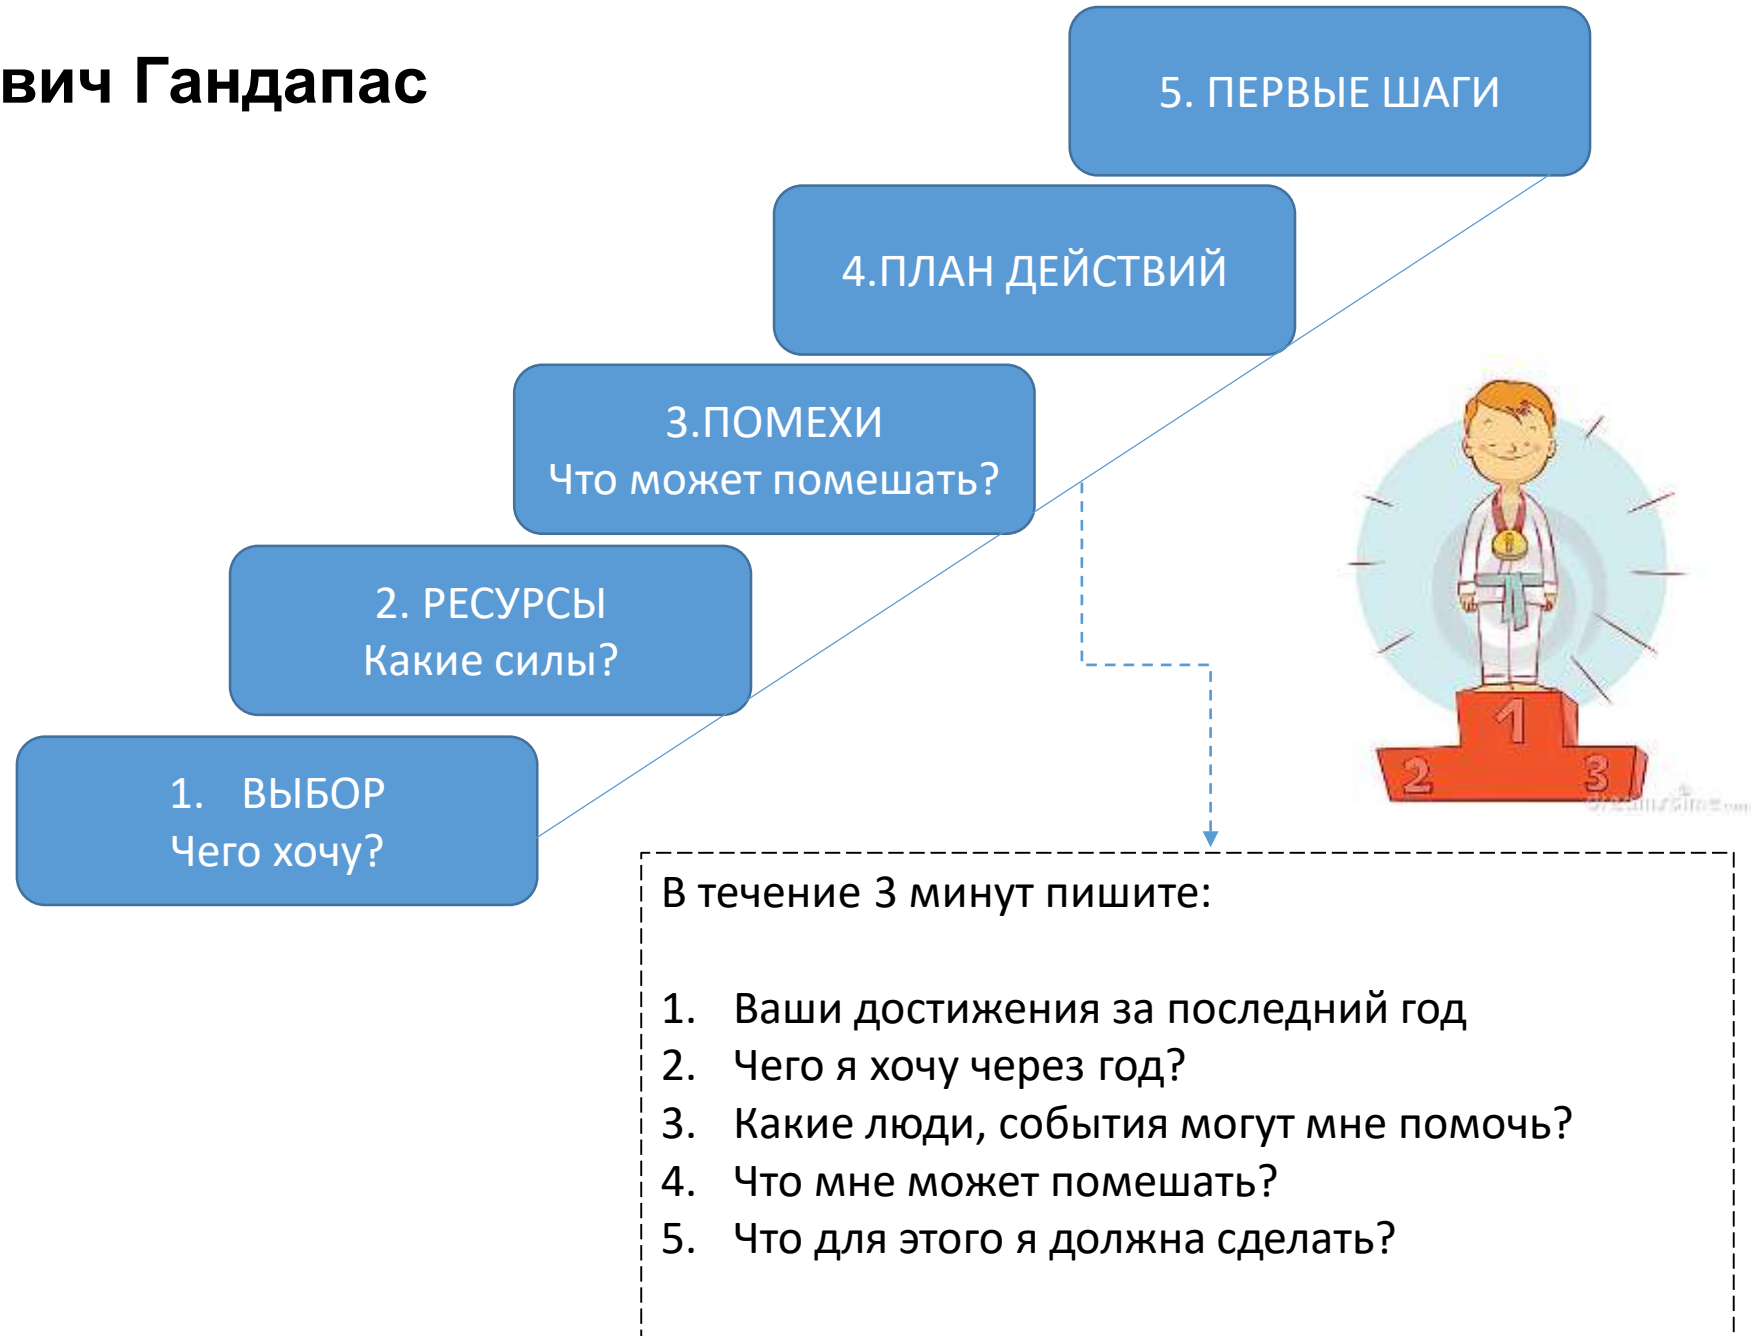 вич Гандапас
5. ПЕРВЫЕ ШАГИ
4.ПЛАН ДЕЙСТВИЙ
3.ПОМЕХИ
Что может помешать?
2. РЕСУРСЫ
Какие силы?
1. ВЫБОР
Чего хочу?
1
2
3
dreamstime.com
В течение 3 минут пишите:
1. Ваши достижения за последний год
2. Чего я хочу через год?
3. Какие люди, события могут мне помочь?
4. Что мне может помешать?
5. Что для этого я должна сделать?